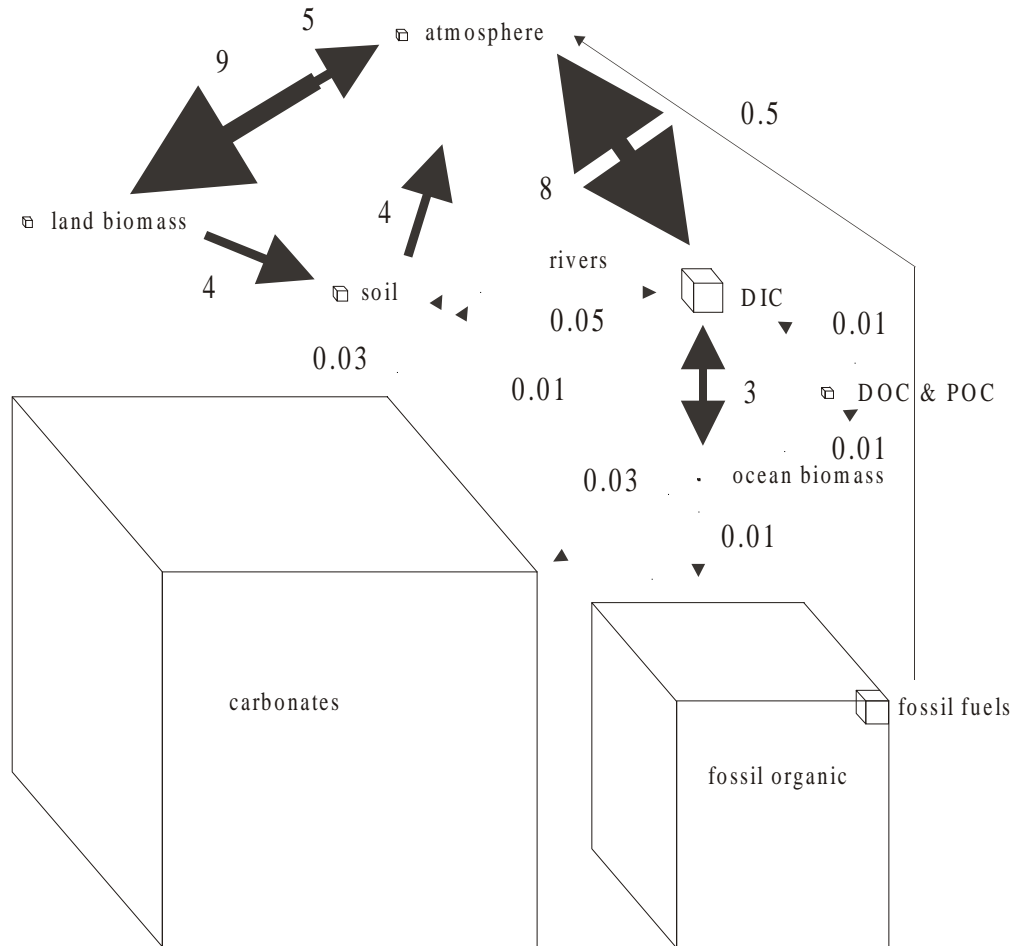 5
atmosphere
9
0.5
8
4
land biomass
4
rivers
soil
DIC
0.05
0.01
0.03
0.01
3
DOC & POC
0.01
0.03
ocean biomass
0.01
carbonates
fossil fuels
fossil organic